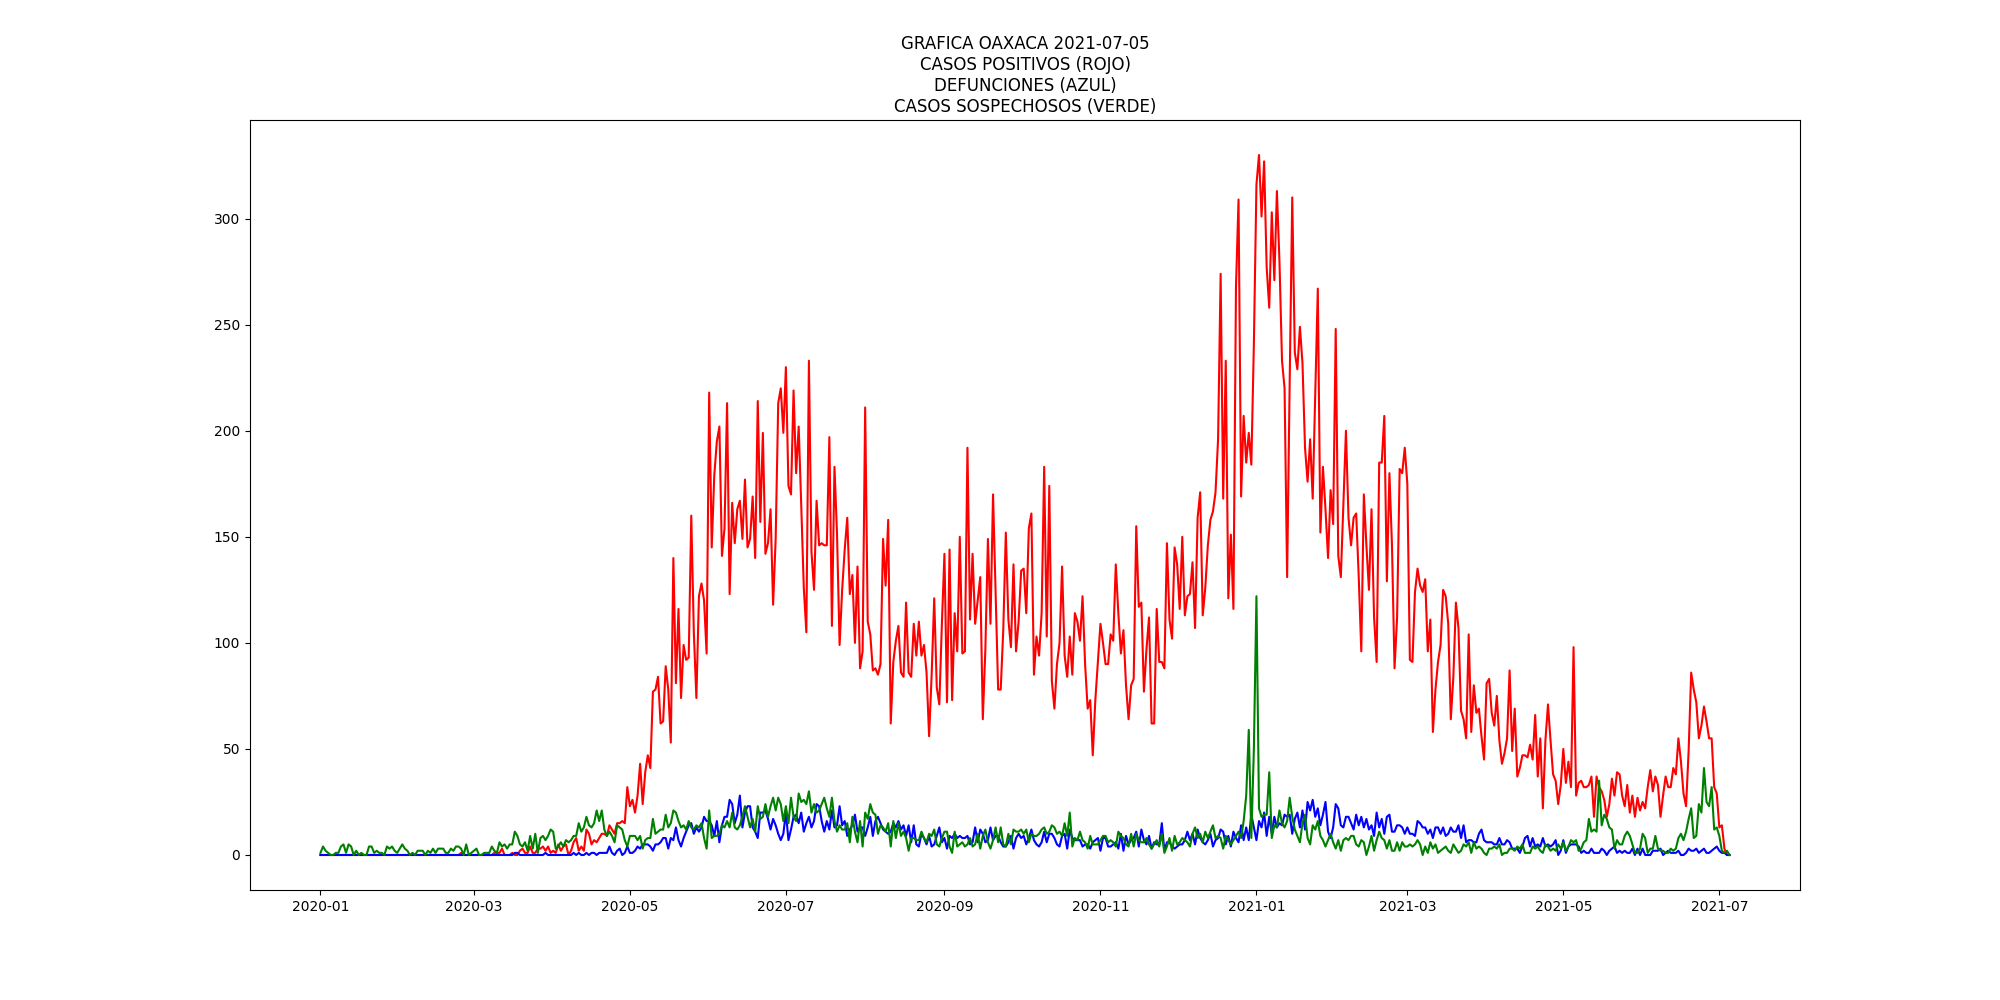 GRAFICA OAXACA 2021-07-05
CASOS POSITIVOS (ROJO)
DEFUNCIONES (AZUL)
CASOS SOSPECHOSOS (VERDE)
300
250
200
150
100
50
0
2020-01 2020-03 2020-05 2020-07 2020-09 2020-11 2021-01 2021-03 2021-05 2021-07